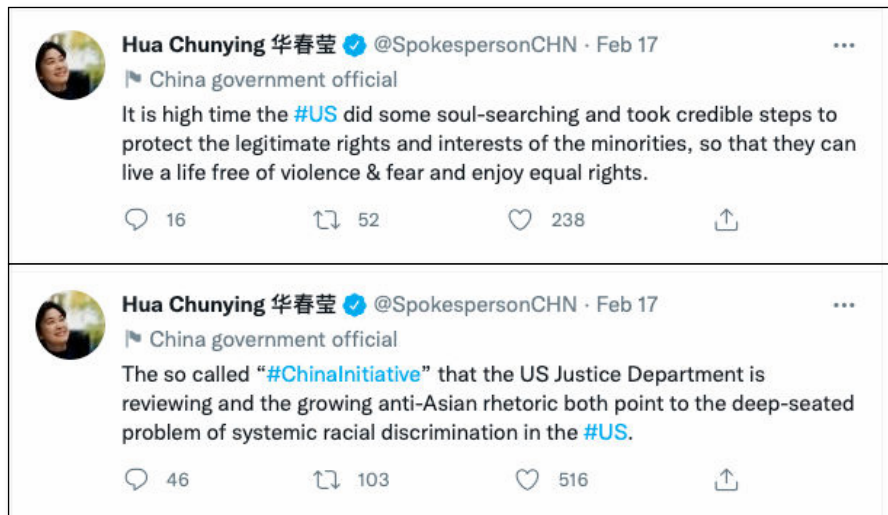 Hua Chunying 华春莹 @SpokespersonCHN · Feb 17
China government official
It is high time the #US did some soul-searching and took credible steps to
protect the legitimate rights and interests of the minorities, so that they can
live a life free of violence & fear and enjoy equal rights.
16 52 238
Hua Chunying 华春莹 @SpokespersonCHN · Feb 17
China government official
The so called “#ChinaInitiative” that the US Justice Department is
reviewing and the growing anti-Asian rhetoric both point to the deep-seated
problem of systemic racial discrimination in the #US.
46 103 516